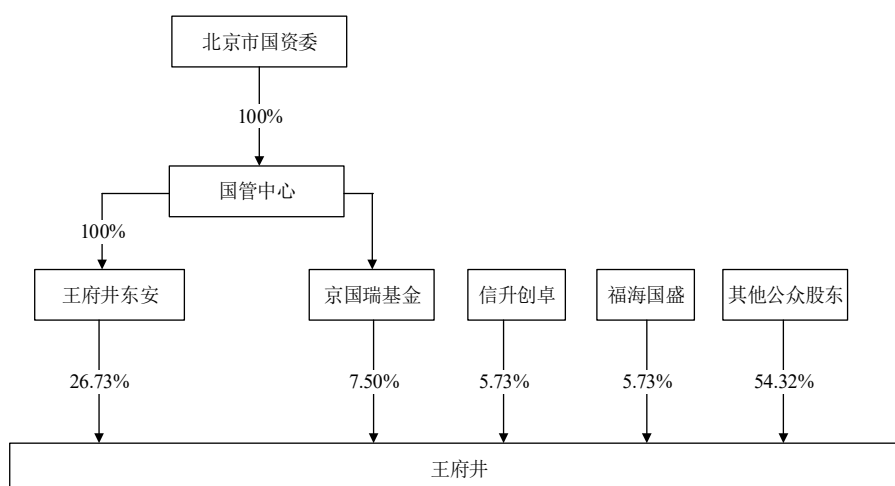 北京市国资委
100%
国管中心
100%
王府井东安
京国瑞基金
信升创卓
福海国盛
其他公众股东
26.73%
7.50%
5.73%
5.73%
54.32%
王府井